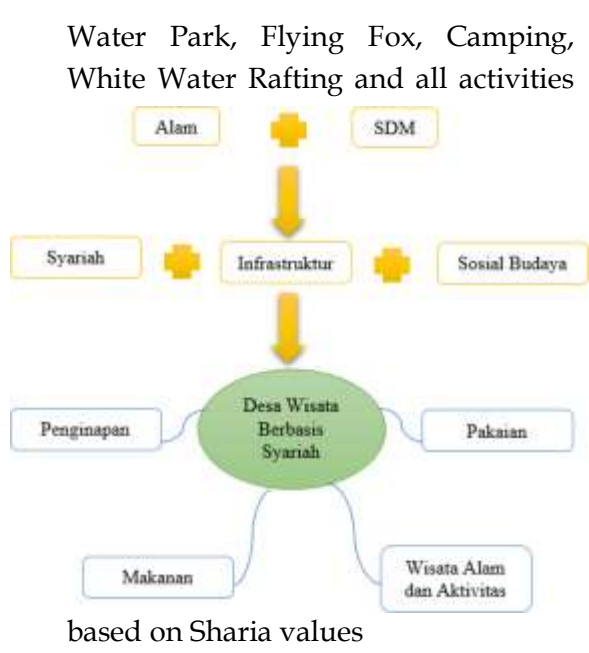 Water Park, Flying Fox, Camping,
White Water Rafting and all activities
Alam
SDM
Syariah
Infrastruktur
Sosial Budaya
Desa Wisata
Berbasis
Syariah
Penginapan
Pakaian
Makanan
Wisata Alam
dan Aktivitas
based on Sharia values